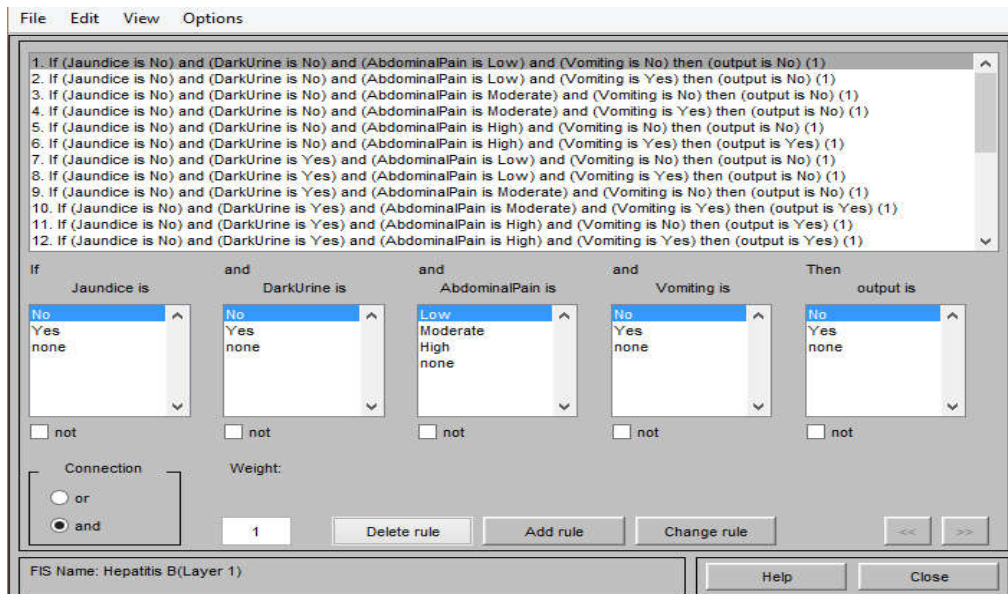 File Edit View Options
1. If (Jaundice is No) and (DarkUrine is No) and (AbdominalPain is Low) and (Vomiting is No) then (output is No) (1)
2. If (Jaundice is No) and (DarkUrine is No) and (AbdominalPain is Low) and (Vomiting is Yes) then (output is No) (1)
3. If (Jaundice is No) and (DarkUrine is No) and (AbdominalPain is Moderate) and (Vomiting is No) then (output is No) (1)
4. If (Jaundice is No) and (DarkUrine is No) and (AbdominalPain is Moderate) and (Vomiting is Yes) then (output is No) (1)
5. If (Jaundice is No) and (DarkUrine is No) and (AbdominalPain is High) and (Vomiting is No) then (output is No) (1)
6. If (Jaundice is No) and (DarkUrine is No) and (AbdominalPain is High) and (Vomiting is Yes) then (output is Yes) (1)
7. If (Jaundice is No) and (DarkUrine is Yes) and (AbdominalPain is Low) and (Vomiting is No) then (output is No) (1)
8. If (Jaundice is No) and (DarkUrine is Yes) and (AbdominalPain is Low) and (Vomiting is Yes) then (output is No) (1)
9. If (Jaundice is No) and (DarkUrine is Yes) and (AbdominalPain is Moderate) and (Vomiting is No) then (output is No) (1)
10. If (Jaundice is No) and (DarkUrine is Yes) and (AbdominalPain is Moderate) and (Vomiting is Yes) then (output is Yes) (1)
11. If (Jaundice is No) and (DarkUrine is Yes) and (AbdominalPain is High) and (Vomiting is No) then (output is Yes) (1)
12. If (Jaundice is No) and (DarkUrine is Yes) and (AbdominalPain is High) and (Vomiting is Yes) then (output is Yes) (1)
If and and and Then
Jaundice is DarkUrine is AbdominalPain is Vomiting is output is
No No Low No No
Yes Yes Moderate Yes Yes
none none High none none
none
not not not not not
Connection Weight:
or
and 1 Delete rule Add rule Change rule << >>
FIS Name: Hepatitis B(Layer 1) Help Close